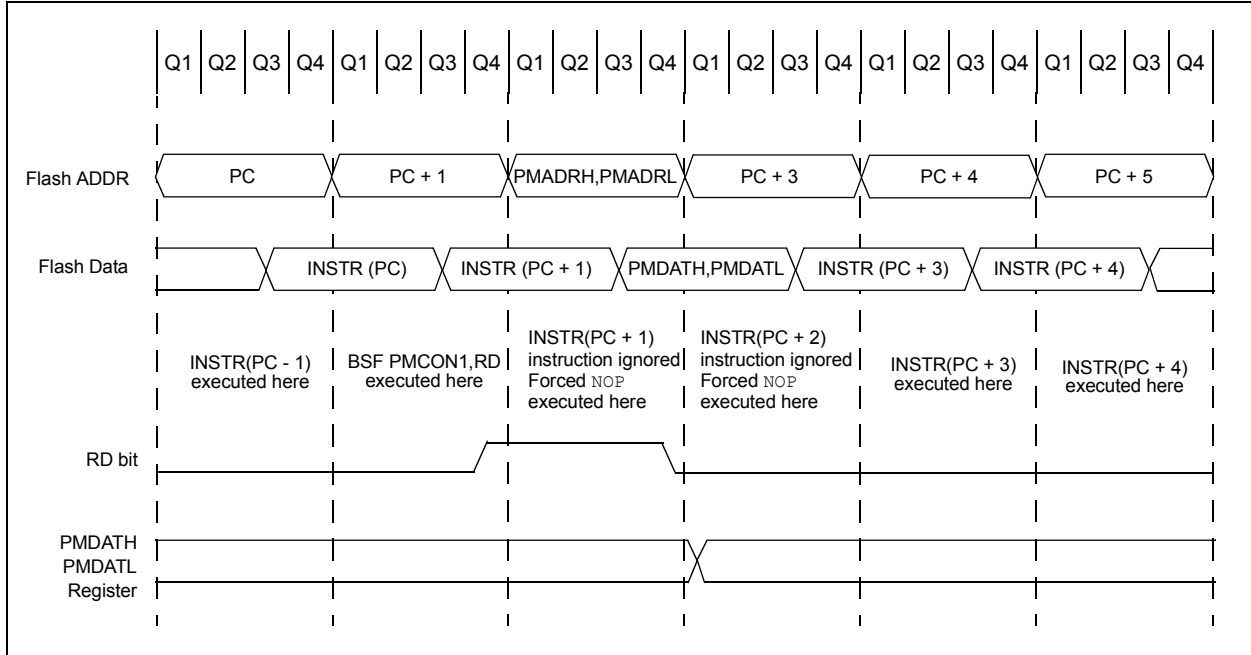 Q1 Q2 Q3 Q4 Q1 Q2 Q3 Q4 Q1 Q2 Q3 Q4 Q1 Q2 Q3 Q4 Q1 Q2 Q3 Q4 Q1 Q2 Q3 Q4
Flash ADDR PC PC + 1 PMADRH,PMADRL PC + 3 PC + 4 PC + 5
Flash Data INSTR (PC) INSTR (PC + 1) PMDATH,PMDATL INSTR (PC + 3) INSTR (PC + 4)
INSTR(PC - 1)
executed here
BSF PMCON1,RD
executed here
INSTR(PC + 1)
instruction ignored
Forced NOP
executed here
INSTR(PC + 2)
instruction ignored
Forced NOP
executed here
INSTR(PC + 3)
executed here
INSTR(PC + 4)
executed here
RD bit
PMDATH
PMDATL
Register